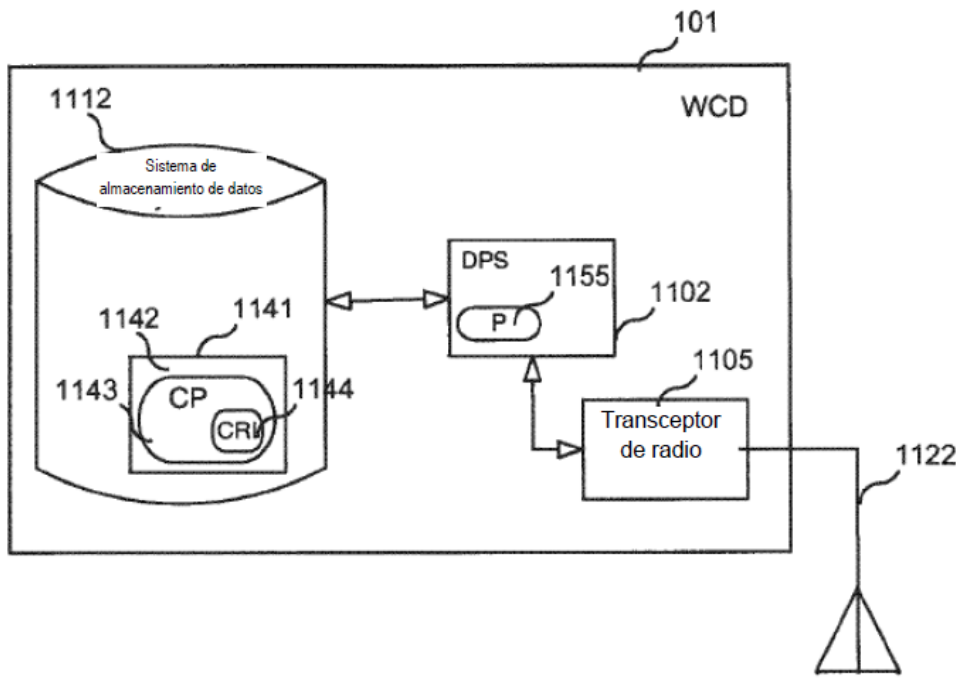 101
WCD
1112
Sistema de
almacenamiento de datos
DPS
1155
P
1102
1142
1141
1143
CP
1144
CRI
1105
Transceptor
de radio
1122